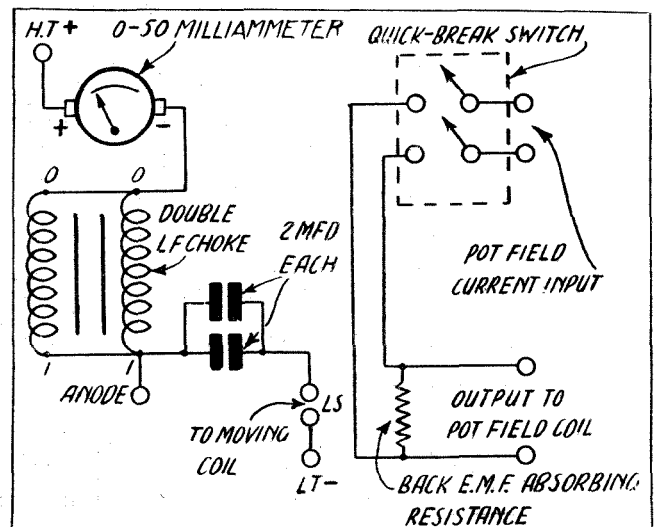 H.T +
0-50 MILLIAMMETER
QUICK-BREAK SWITCH
+
-
0
0
DOUBLE
LF CHOKE
2 MFD
EACH
POT FIELD
CURRENT INPUT
1
1
ANODE
LS
TO MOVING
COIL
LT-
OUTPUT TO
POT FIELD COIL
BACK E.M.F. ABSORBING
RESISTANCE